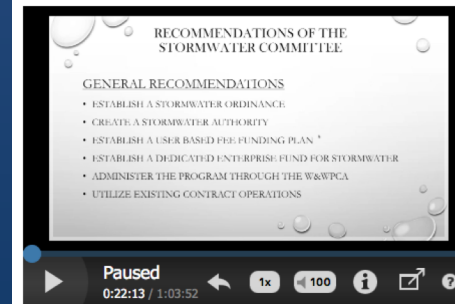 RECOMMENDATIONS OF THE
STORMWATER COMMITTEE
GENERAL RECOMMENDATIONS
• ESTABLISH A STORMWATER ORDINANCE
• CREATE A STORMWATER AUTHORITY
• ESTABLISH A USER BASED FEE FUNDING PLAN *
• ESTABLISH A DEDICATED ENTERPRISE FUND FOR STORMWATER
• ADMINISTER THE PROGRAM THROUGH THE W&WPCA
• UTILIZE EXISTING CONTRACT OPERATIONS
Paused
0:22:13 / 1:03:52
1x
100
i
?